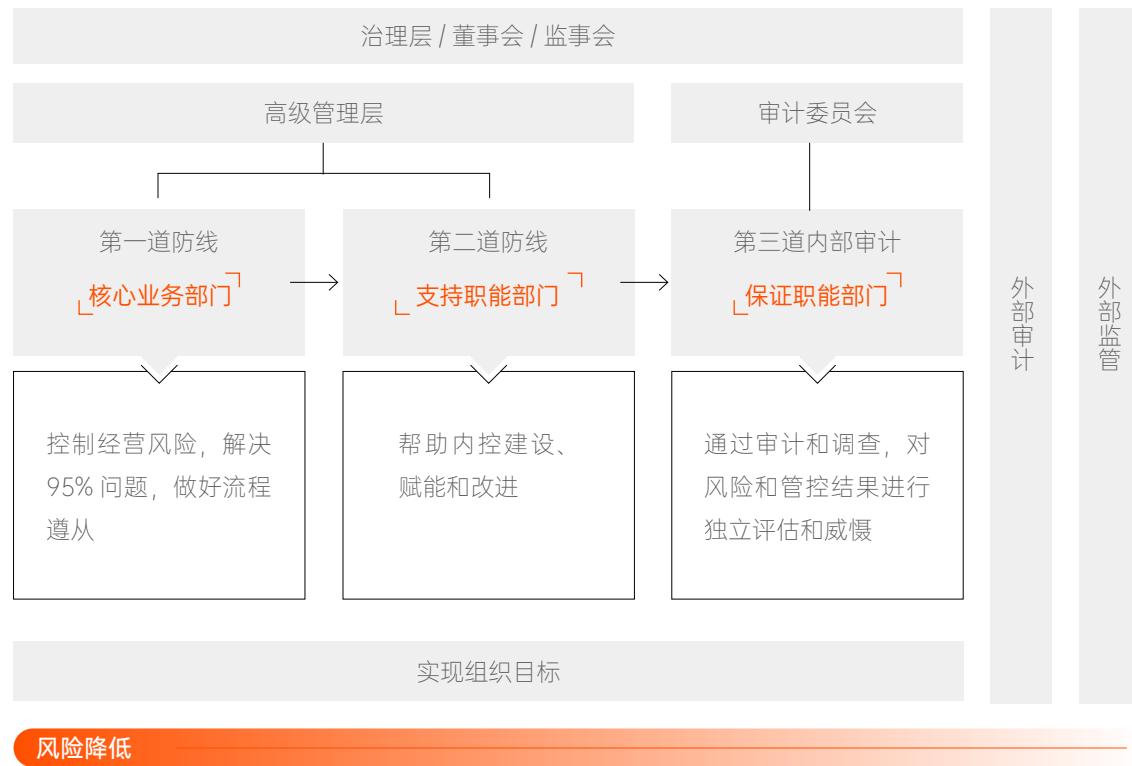 治理层 / 董事会 / 监事会
高级管理层
审计委员会
第一道防线
核心业务部门
第二道防线
支持职能部门
第三道内部审计
保证职能部门
控制经营风险，解决
95% 问题，做好流程
遵从
帮助内控建设、
赋能和改进
通过审计和调查，对
风险和管控结果进行
独立评估和威慑
实现组织目标
外部审计
外部监管
风险降低